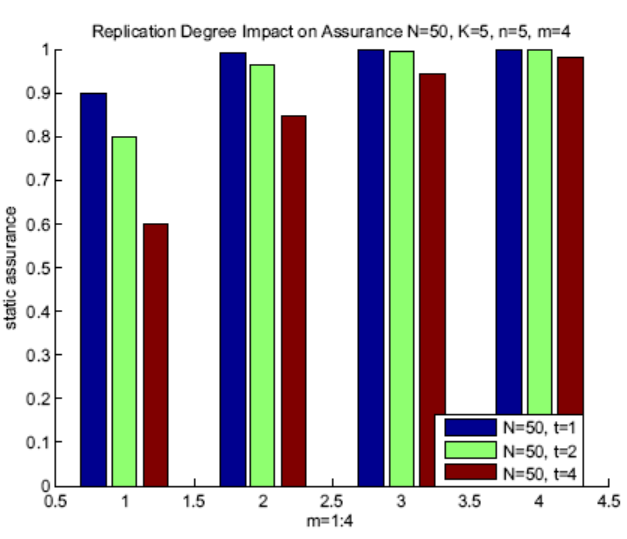 Replication Degree Impact on Assurance N=50, K=5, n=5, m=4
static assurance
1
0.9
0.8
0.7
0.6
0.5
0.4
0.3
0.2
0.1
0
0.5 1 1.5 2 2.5 3 3.5 4 4.5
m=1:4
N=50, t=1
N=50, t=2
N=50, t=4